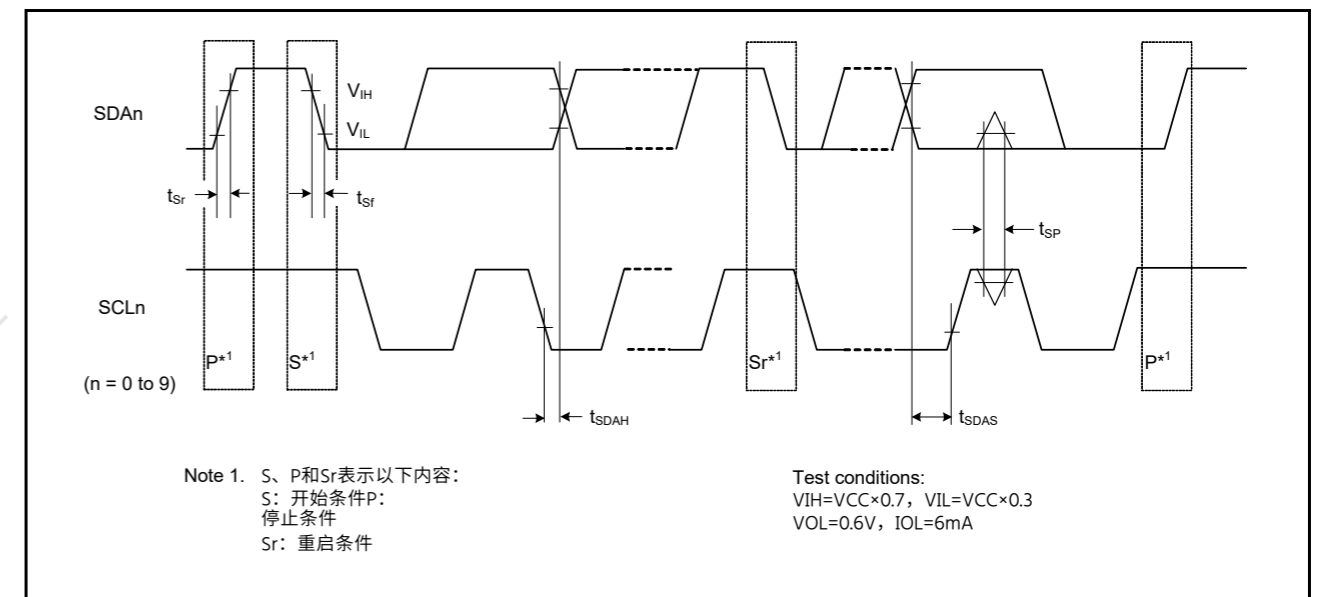 SDAn
VIH
VIL
tSr
tSf
tSP
SCLn
P*1
S*1
Sr*1
P*1
(n = 0 to 9)
tSDAH
tSDAS
Note 1. S、P和Sr表示以下内容：
S：开始条件P：
停止条件
Sr：重启条件
Test conditions:
VIH=VCC×0.7，VIL=VCC×0.3
VOL=0.6V，IOL=6mA